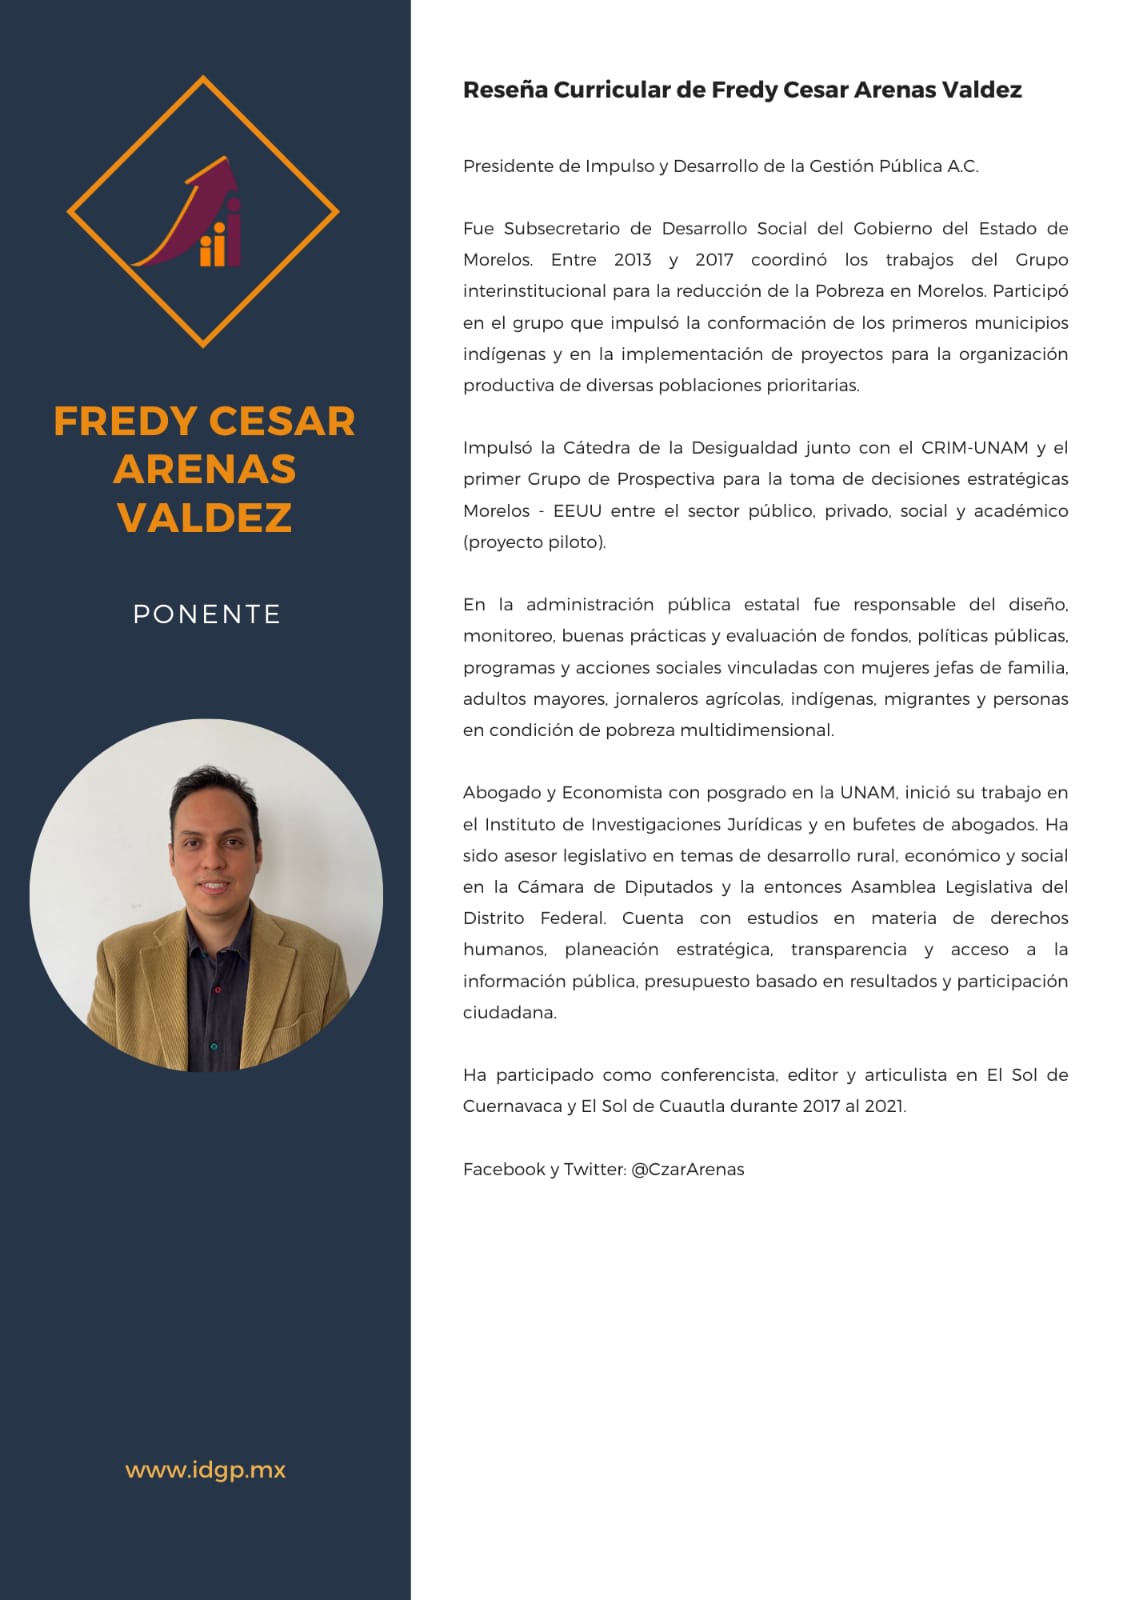 FREDY CESAR
ARENAS
VALDEZ
PONENTE
www.idgp.mx
Reseña Curricular de Fredy Cesar Arenas Valdez
Presidente de Impulso y Desarrollo de la Gestión Pública A.C.
Fue Subsecretario de Desarrollo Social del Gobierno del Estado de
Morelos. Entre 2013 y 2017 coordinó los trabajos del Grupo
interinstitucional para la reducción de la Pobreza en Morelos. Participó
en el grupo que impulsó la conformación de los primeros municipios
indígenas y en la implementación de proyectos para la organización
productiva de diversas poblaciones prioritarias.
Impulsó la Cátedra de la Desigualdad junto con el CRIM-UNAM y el
primer Grupo de Prospectiva para la toma de decisiones estratégicas
Morelos - EEUU entre el sector público, privado, social y académico
(proyecto piloto).
En la administración pública estatal fue responsable del diseño,
monitoreo, buenas prácticas y evaluación de fondos, políticas públicas,
programas y acciones sociales vinculadas con mujeres jefas de familia,
adultos mayores, jornaleros agrícolas, indígenas, migrantes y personas
en condición de pobreza multidimensional.
Abogado y Economista con posgrado en la UNAM, inició su trabajo en
el Instituto de Investigaciones Jurídicas y en bufetes de abogados. Ha
sido asesor legislativo en temas de desarrollo rural, económico y social
en la Cámara de Diputados y la entonces Asamblea Legislativa del
Distrito Federal. Cuenta con estudios en materia de derechos
humanos, planeación estratégica, transparencia y acceso a la
información pública, presupuesto basado en resultados y participación
ciudadana.
Ha participado como conferencista, editor y articulista en El Sol de
Cuernavaca y El Sol de Cuautla durante 2017 al 2021.
Facebook y Twitter: @CzarArenas